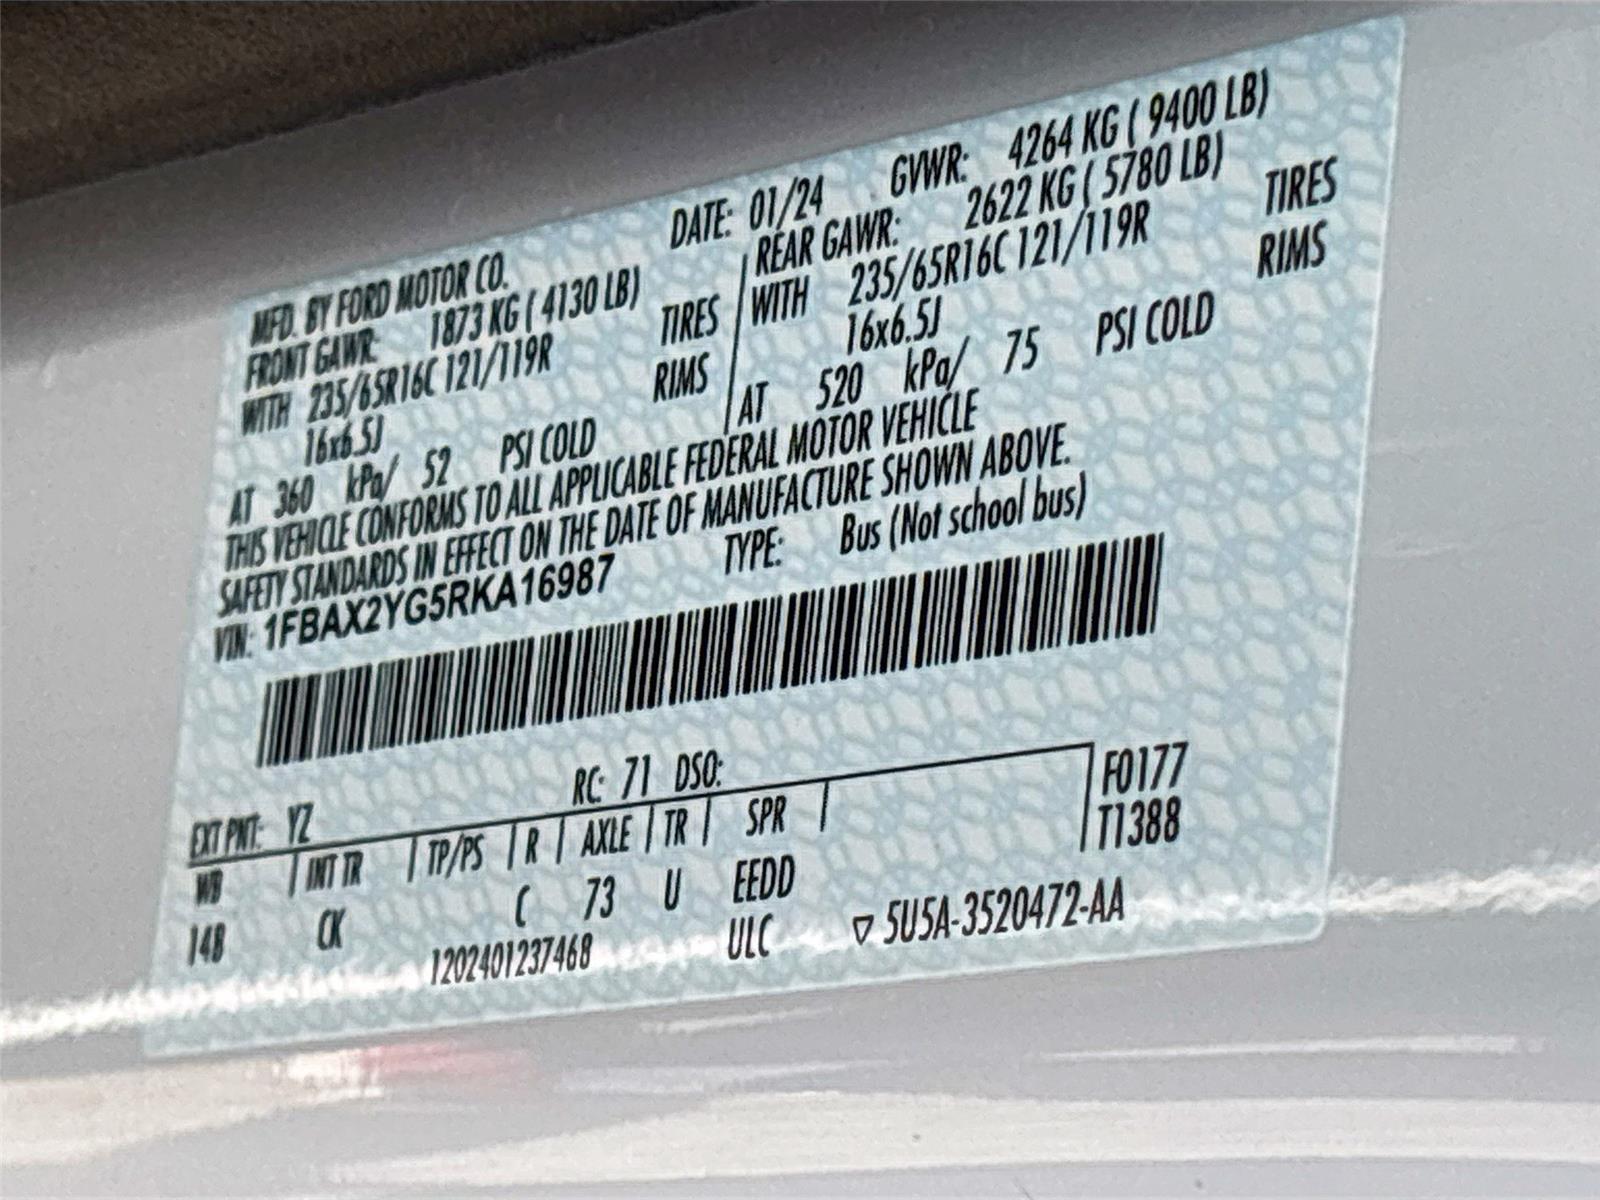 MFD. BY FORD MOTOR CO.
DATE: 01/24
GVWR: 4264 KG ( 9400 LB)
FRONT GAWR: 1873 KG ( 4130 LB)
REAR GAWR: 2622 KG ( 5780 LB)
WITH 235/65R16C 121/119R TIRES
WITH 235/65R16C 121/119R TIRES
16x6.5J RIMS
16x6.5J RIMS
AT 360 kPa/ 52 PSI COLD
AT 520 kPa/ 75 PSI COLD
THIS VEHICLE CONFORMS TO ALL APPLICABLE FEDERAL MOTOR VEHICLE
SAFETY STANDARDS IN EFFECT ON THE DATE OF MANUFACTURE SHOWN ABOVE.
VIN: 1FBAX2YG5RKA16987
TYPE: Bus (Not school bus)
EXT PNT: YZ RC: 71 DSO:
F0177
WB INT TR TP/PS R AXLE TR SPR
T1388
148 CK C 73 U EEDD
1202401237468 ULC ▽ 5U5A-3520472-AA